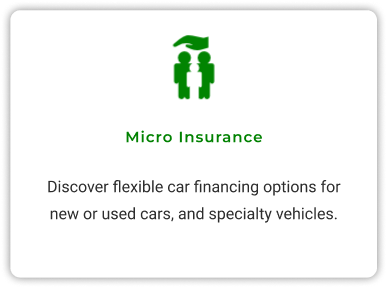 Micro Insurance
Discover flexible car financing options for
new or used cars, and specialty vehicles.